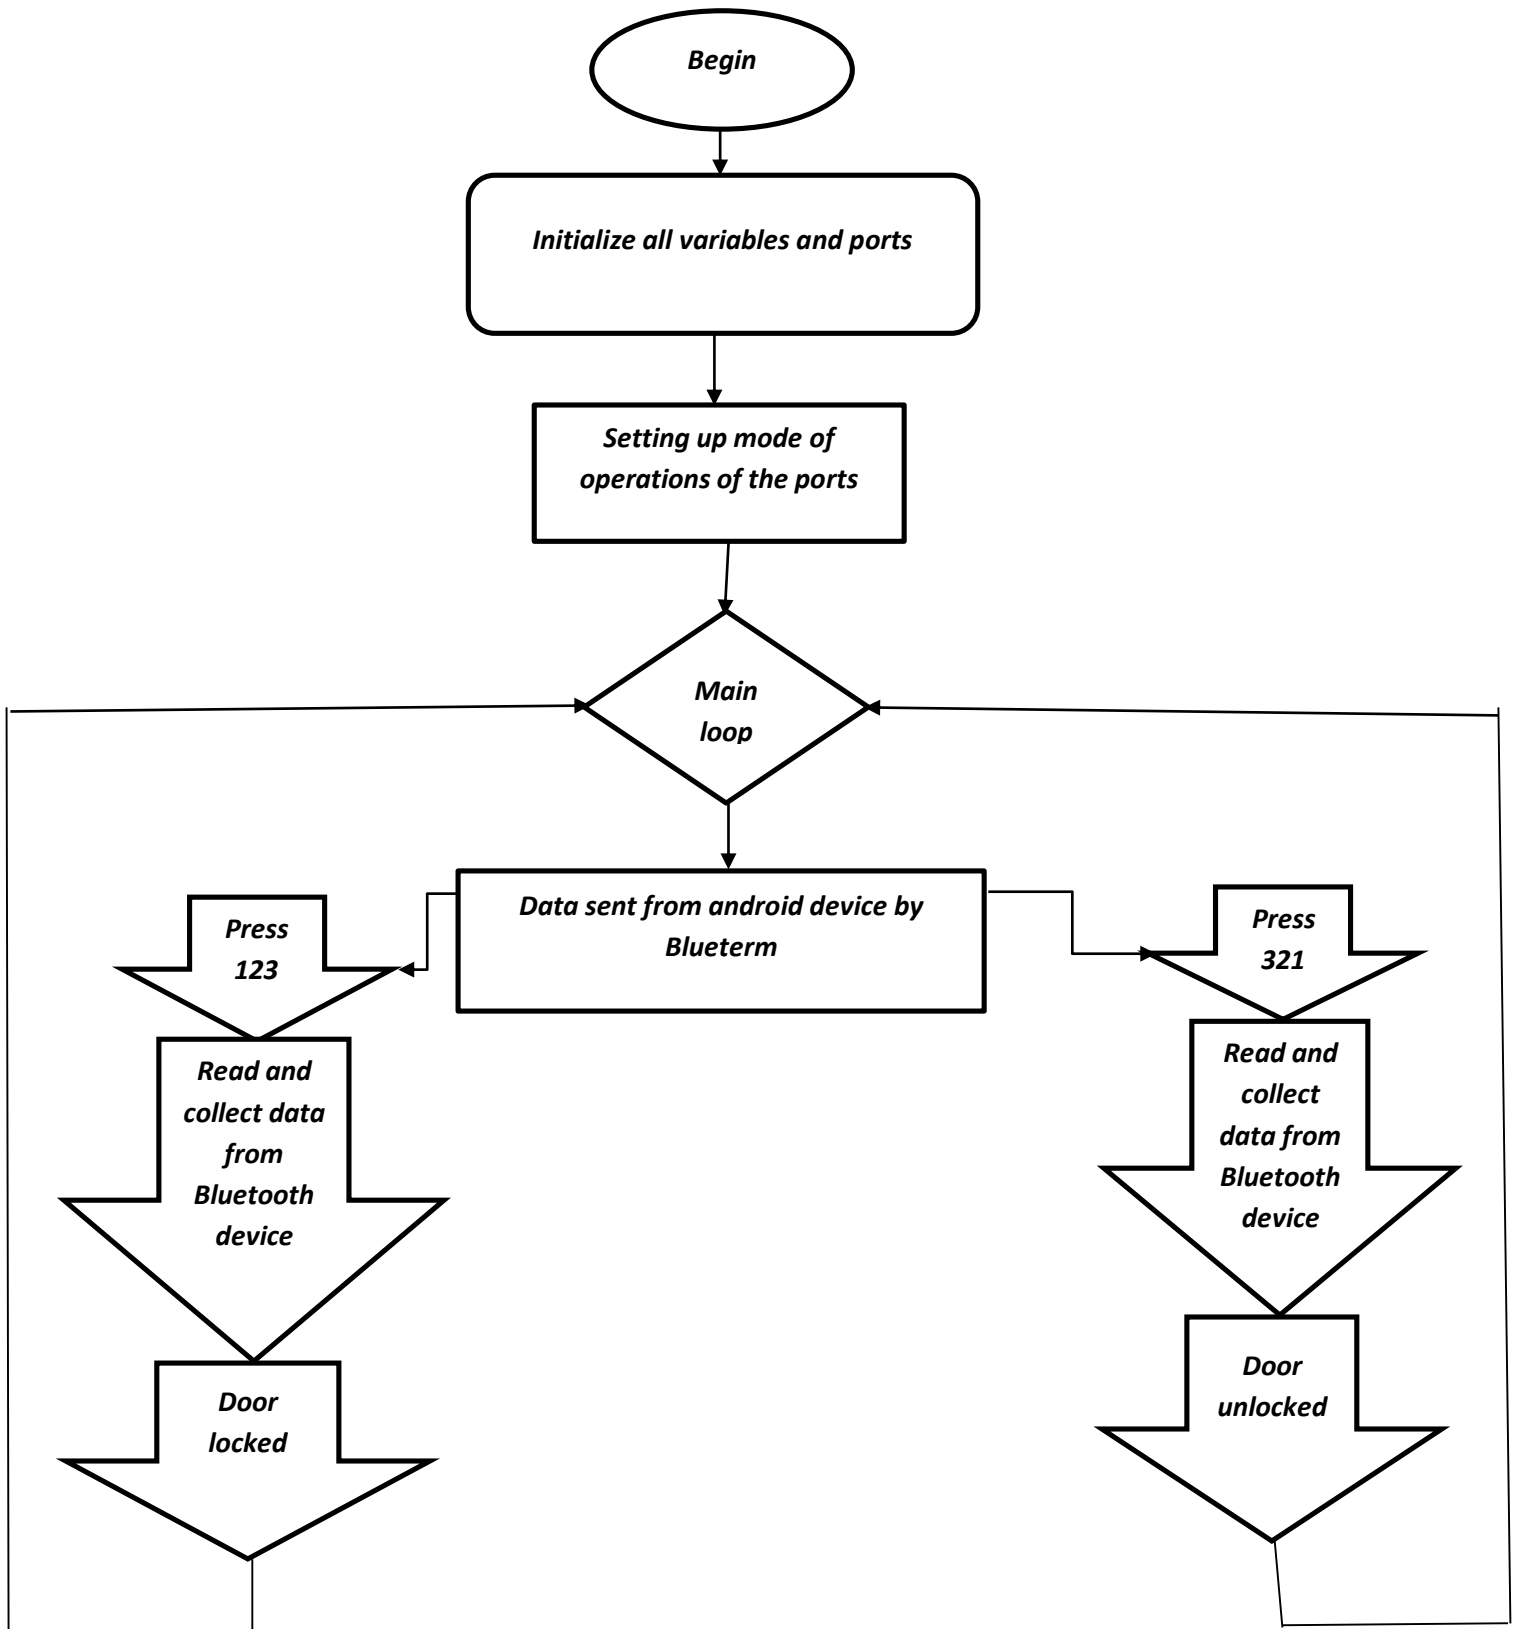 Begin
Initialize all variables and ports
Setting up mode of
operations of the ports
Main
loop
Data sent from android device by
Blueterm
Press
123
Read and
collect data
from
Bluetooth
device
Door
locked
Press
321
Read and
collect
data from
Bluetooth
device
Door
unlocked